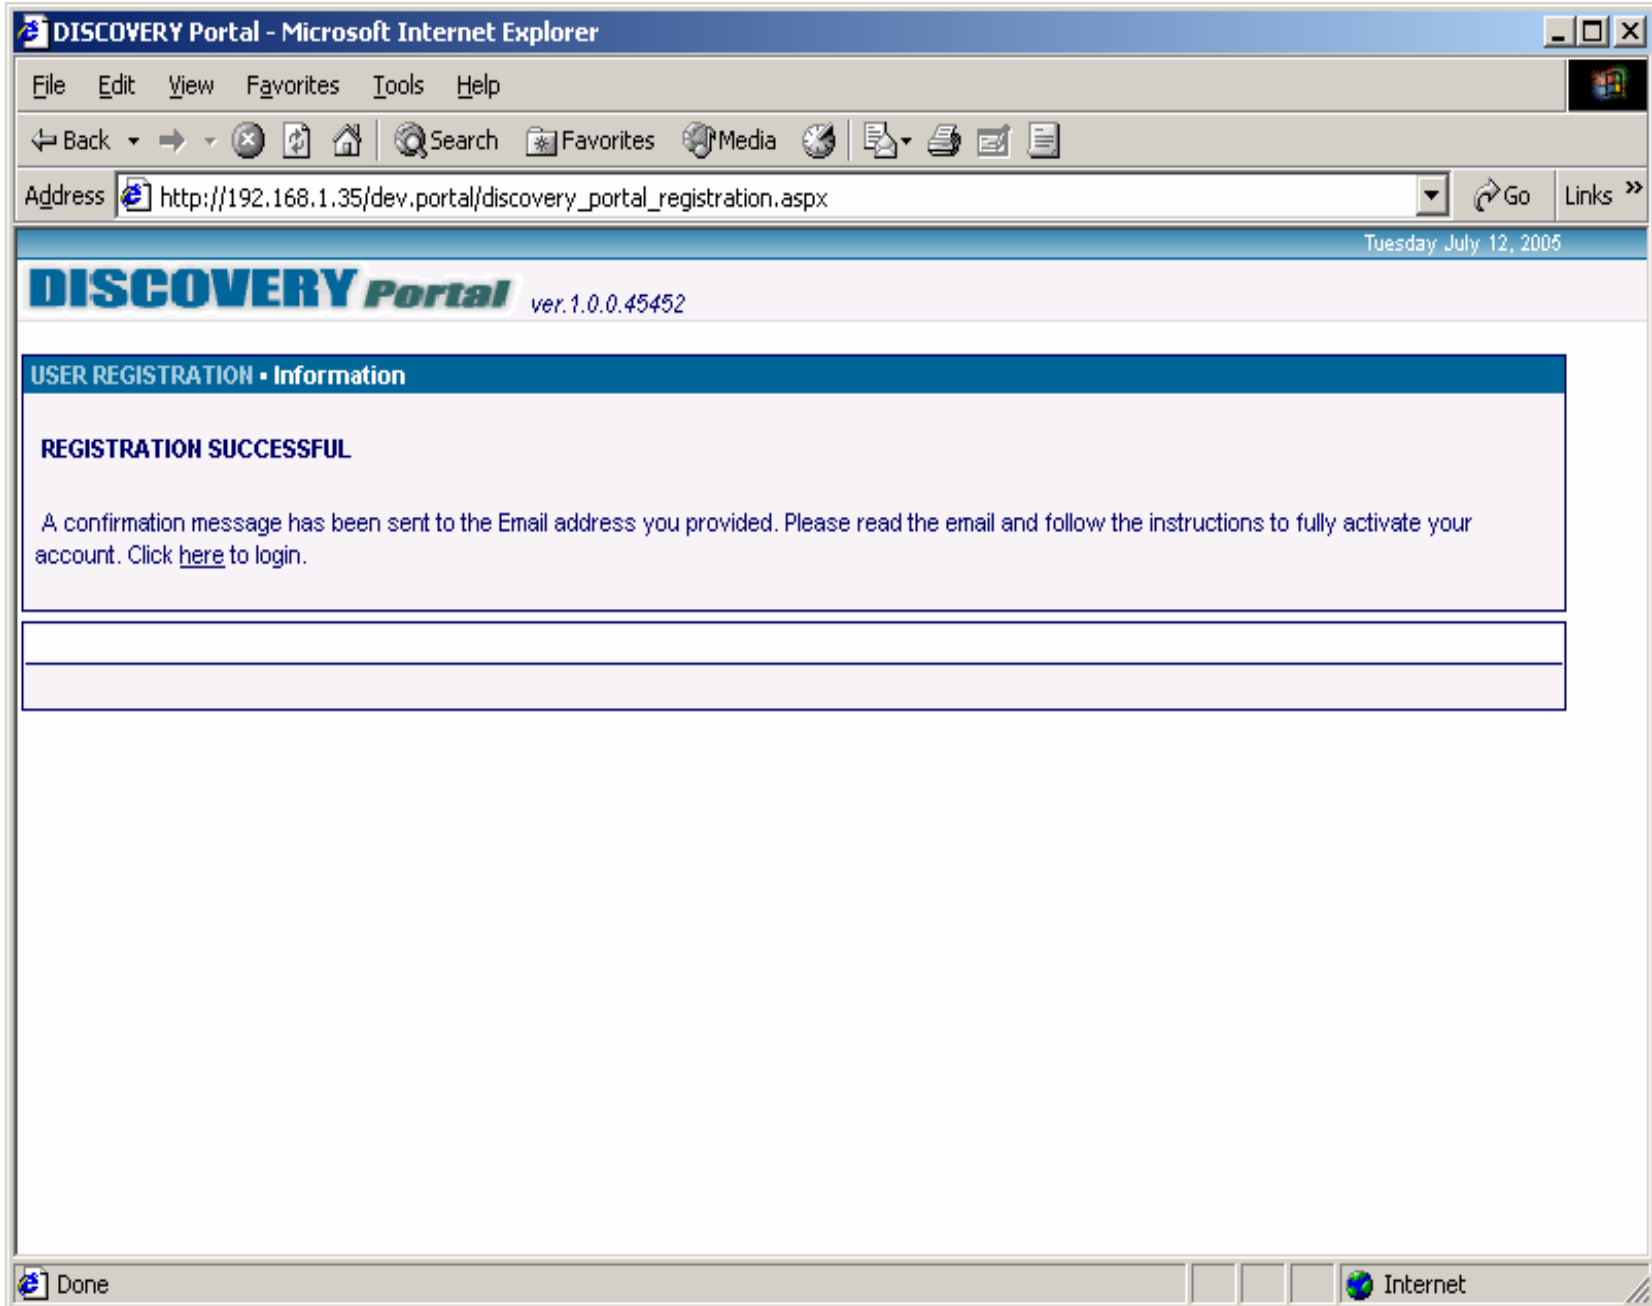 DISCOVERY Portal - Microsoft Internet Explorer
File Edit View Favorites Tools Help
Back Search Favorites Media
Address http://192.168.1.35/dev.portal/discovery_portal_registration.aspx Go Links »
Tuesday July 12, 2005
DISCOVERY Portal ver.1.0.0.45452
USER REGISTRATION ▪ Information
REGISTRATION SUCCESSFUL
A confirmation message has been sent to the Email address you provided. Please read the email and follow the instructions to fully activate your
account. Click here to login.
Done Internet